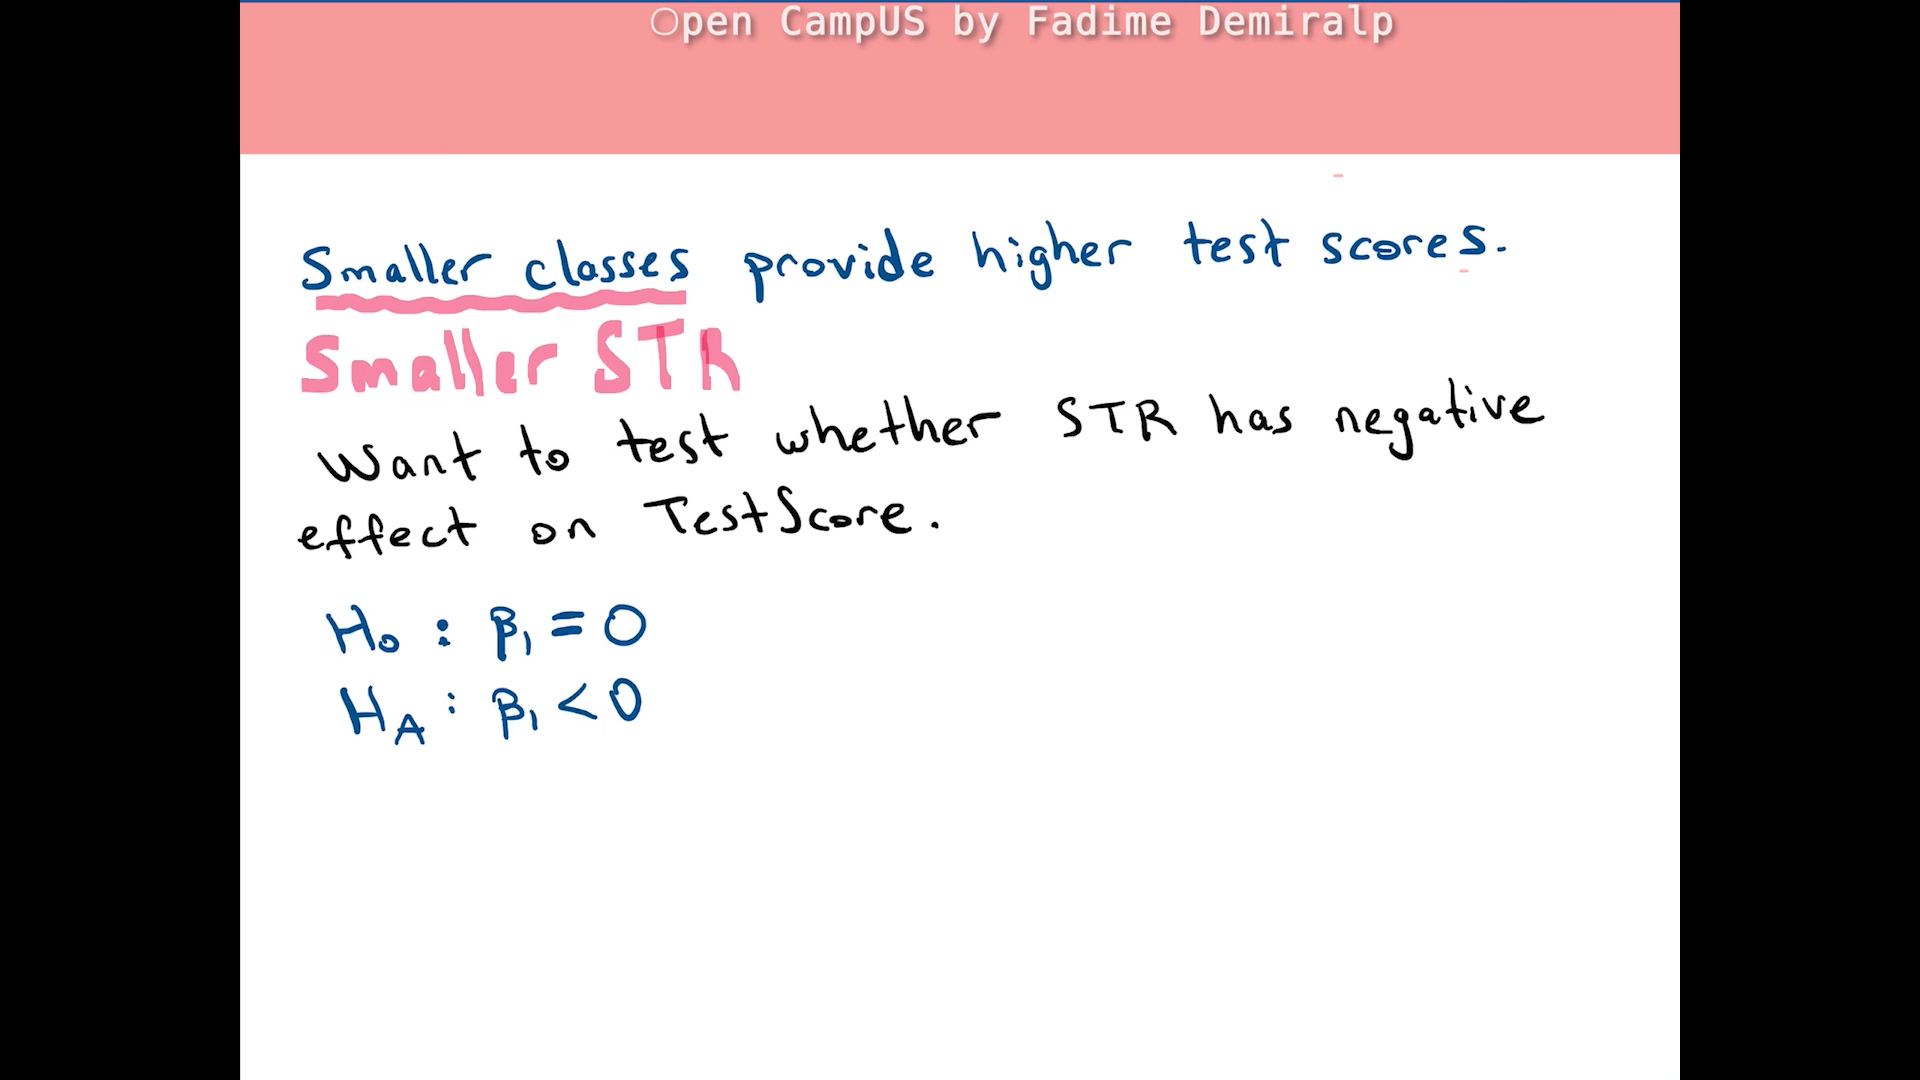 Open CampUS by Fadime Demiralp
Smaller classes provide higher test scores.
Smaller STR
Want to test whether STR has negative
effect on TestScore.
H₀ : β₁ = 0
H_A : β₁ < 0